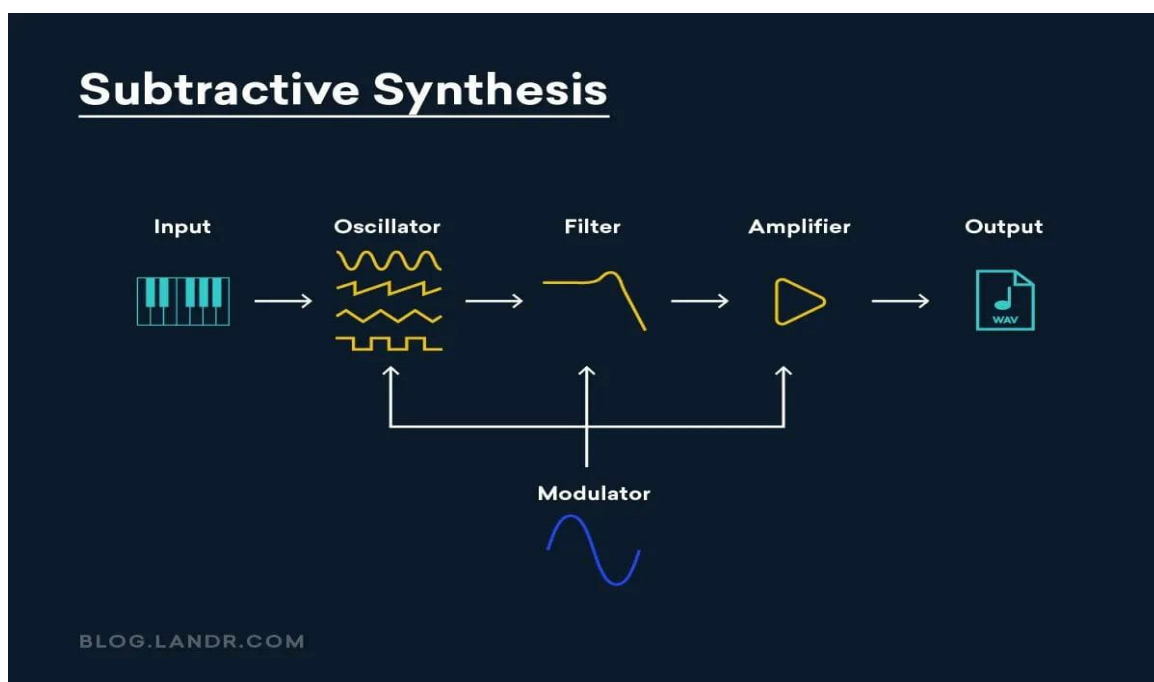 Subtractive Synthesis
Input
Oscillator
Filter
Amplifier
Output
WAV
Modulator
BLOG.LANDR.COM